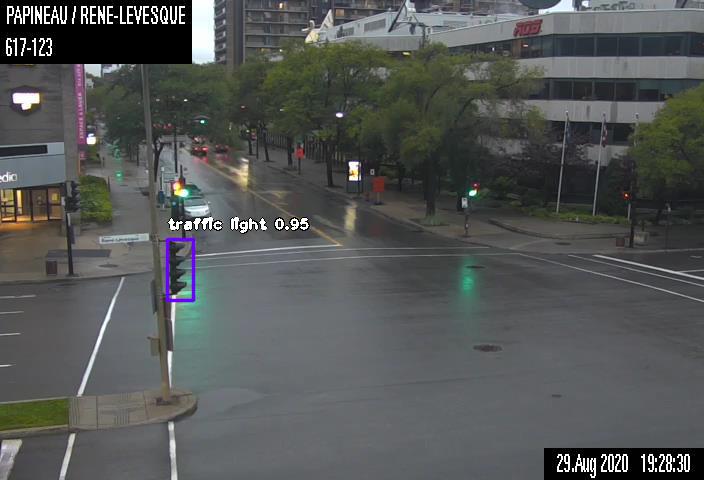 PAPINEAU / RENE-LEVESQUE
617-123
traffic light 0.95
29.Aug 2020 19:28:30